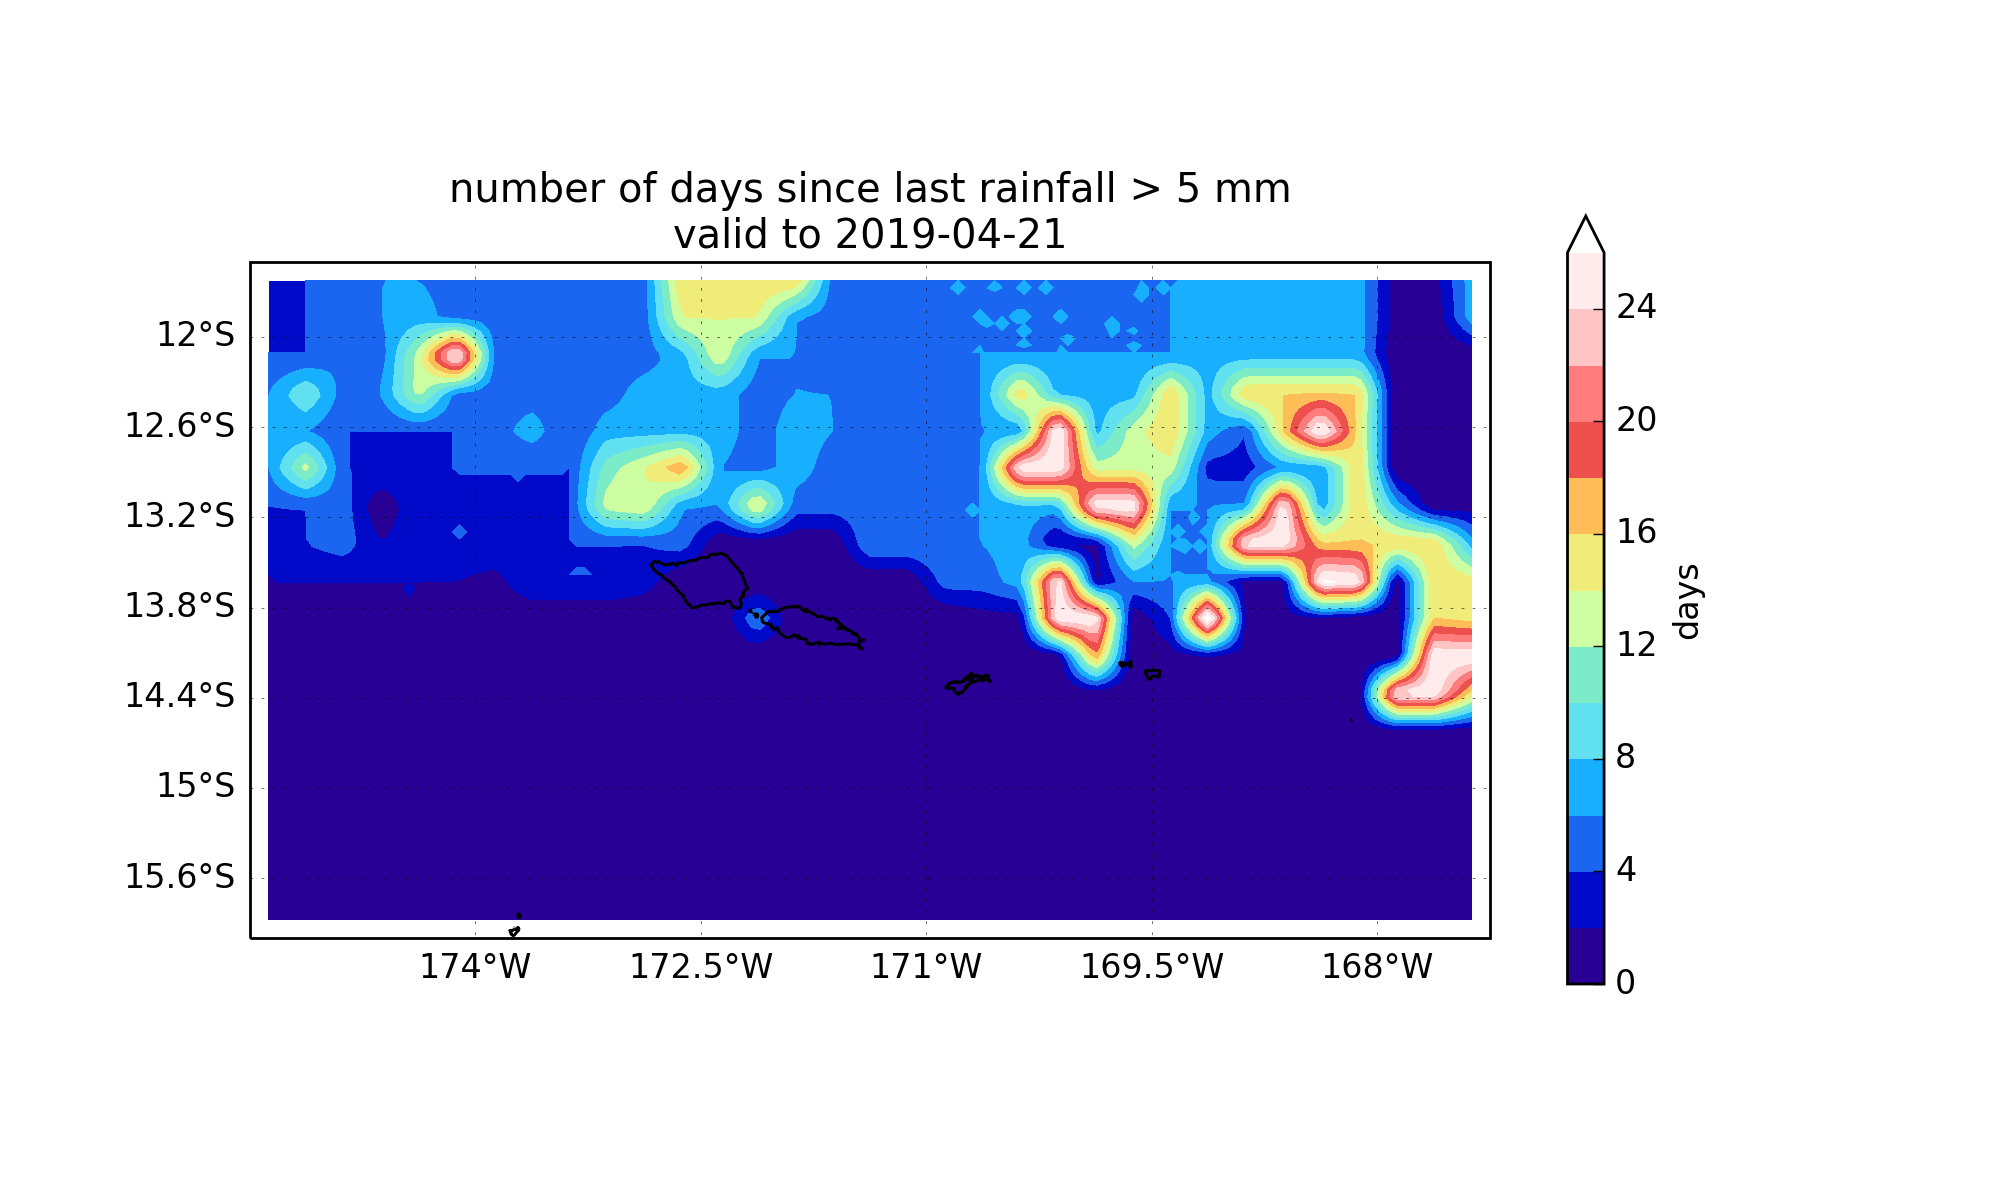 number of days since last rainfall > 5 mm
valid to 2019-04-21
12°S
12.6°S
13.2°S
13.8°S
14.4°S
15°S
15.6°S
174°W 172.5°W 171°W 169.5°W 168°W
24
20
16
12
8
4
0
days